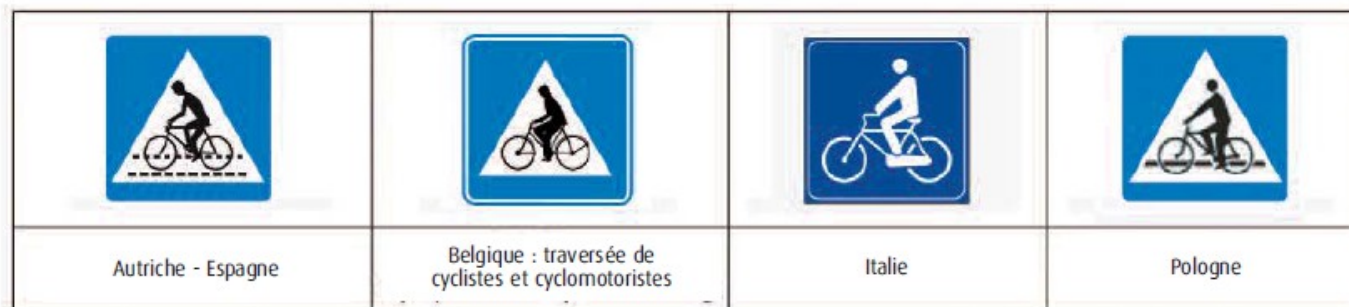 Autriche - Espagne
Belgique : traversée de
cyclistes et cyclomotoristes
Italie
Pologne